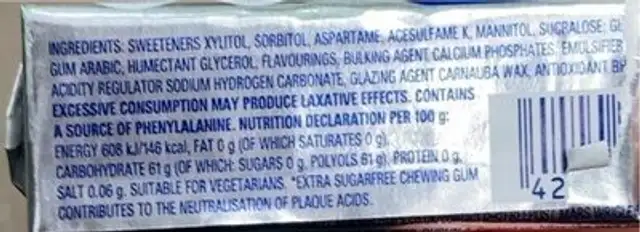 INGREDIENTS: SWEETENERS XYLITOL, SORBITOL, ASPARTAME, ACESULFAME K, MANNITOL, SUCRALOSE; GL
GUM ARABIC, HUMECTANT GLYCEROL, FLAVOURINGS, BULKING AGENT CALCIUM PHOSPHATES, EMULSIFIER
ACIDITY REGULATOR SODIUM HYDROGEN CARBONATE, GLAZING AGENT CARNAUBA WAX, ANTIOXIDANT BH
EXCESSIVE CONSUMPTION MAY PRODUCE LAXATIVE EFFECTS. CONTAINS
A SOURCE OF PHENYLALANINE. NUTRITION DECLARATION PER 100 g:
ENERGY 608 kJ/146 kcal, FAT 0 g (OF WHICH SATURATES 0 g),
CARBOHYDRATE 61 g (OF WHICH: SUGARS 0 g, POLYOLS 61 g), PROTEIN 0 g,
SALT 0.06 g. SUITABLE FOR VEGETARIANS. *EXTRA SUGARFREE CHEWING GUM
CONTRIBUTES TO THE NEUTRALISATION OF PLAQUE ACIDS.
42
MARS WRIGLE